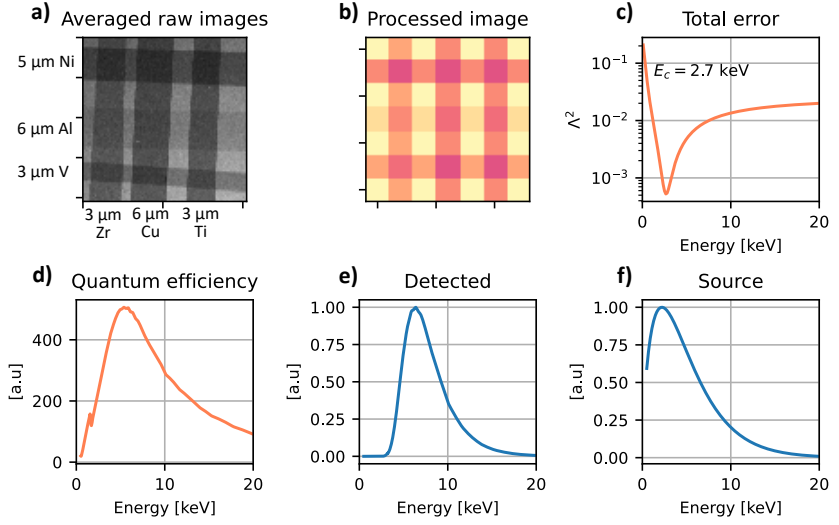 a) Averaged raw images
5 µm Ni
6 µm Al
3 µm V
3 µm 6 µm 3 µm
Zr Cu Ti
b) Processed image
c) Total error
E_c = 2.7 keV
Λ²
10⁻¹
10⁻²
10⁻³
0 10 20
Energy [keV]
d) Quantum efficiency
[a.u]
400
200
0
0 10 20
Energy [keV]
e) Detected
[a.u]
1.00
0.75
0.50
0.25
0.00
0 10 20
Energy [keV]
f) Source
[a.u]
1.00
0.75
0.50
0.25
0.00
0 10 20
Energy [keV]